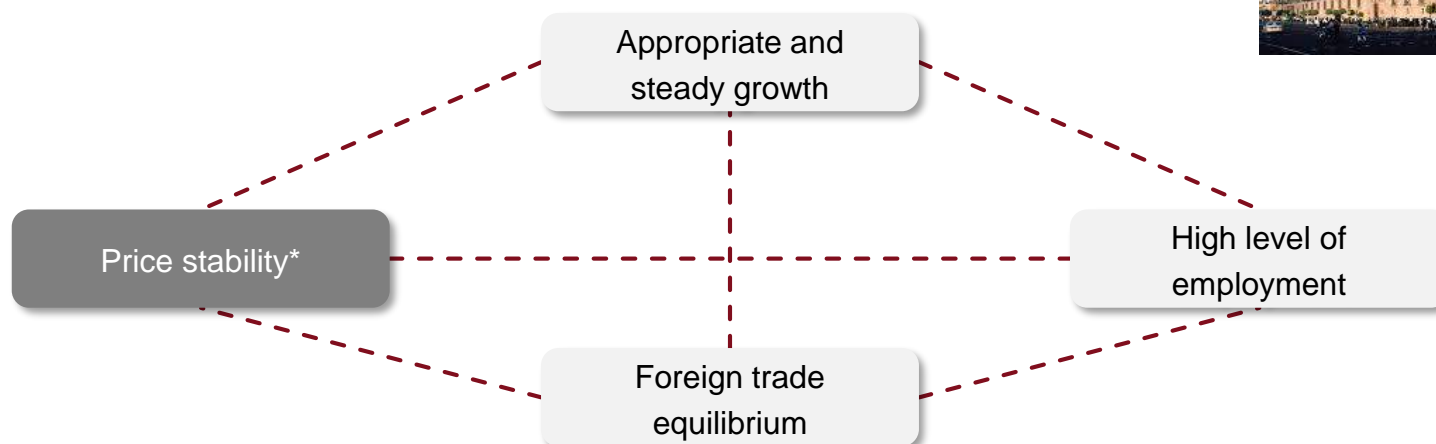 Appropriate and
steady growth
Price stability*
High level of
employment
Foreign trade
equilibrium